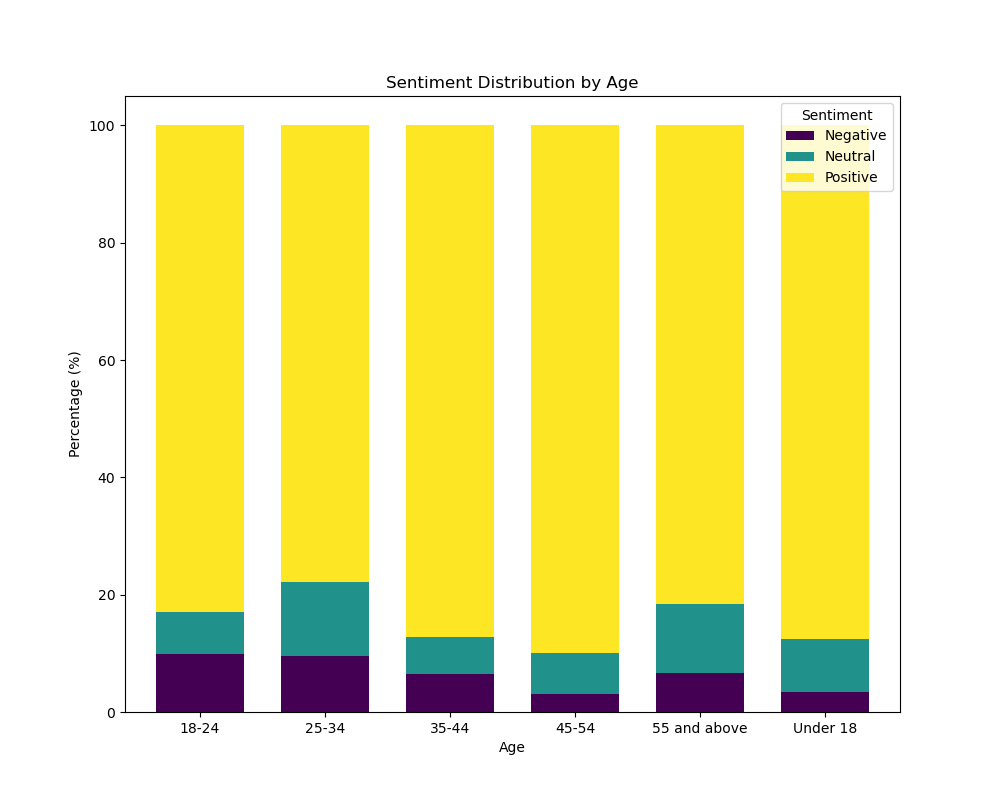 Sentiment Distribution by Age
Sentiment
Negative
Neutral
Positive
100
80
60
40
20
0
Percentage (%)
18-24 25-34 35-44 45-54 55 and above Under 18
Age